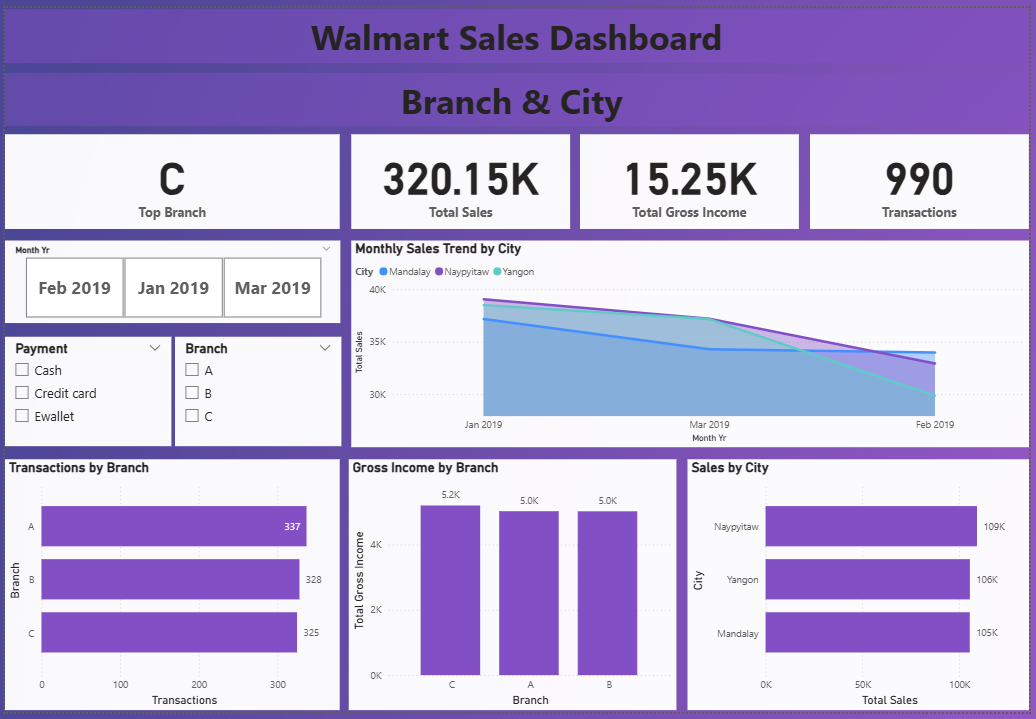 Walmart Sales Dashboard
Branch & City
C
Top Branch
320.15K
Total Sales
15.25K
Total Gross Income
990
Transactions
Month Yr
Feb 2019
Jan 2019
Mar 2019
Payment
Cash
Credit card
Ewallet
Branch
A
B
C
Monthly Sales Trend by City
City Mandalay Naypyitaw Yangon
Total Sales
40K
35K
30K
Jan 2019 Mar 2019 Feb 2019
Month Yr
Transactions by Branch
Branch
A 337
B 328
C 325
0 100 200 300
Transactions
Gross Income by Branch
Total Gross Income
5.2K 5.0K 5.0K
4K
2K
0K
C A B
Branch
Sales by City
City
Naypyitaw 109K
Yangon 106K
Mandalay 105K
0K 50K 100K
Total Sales